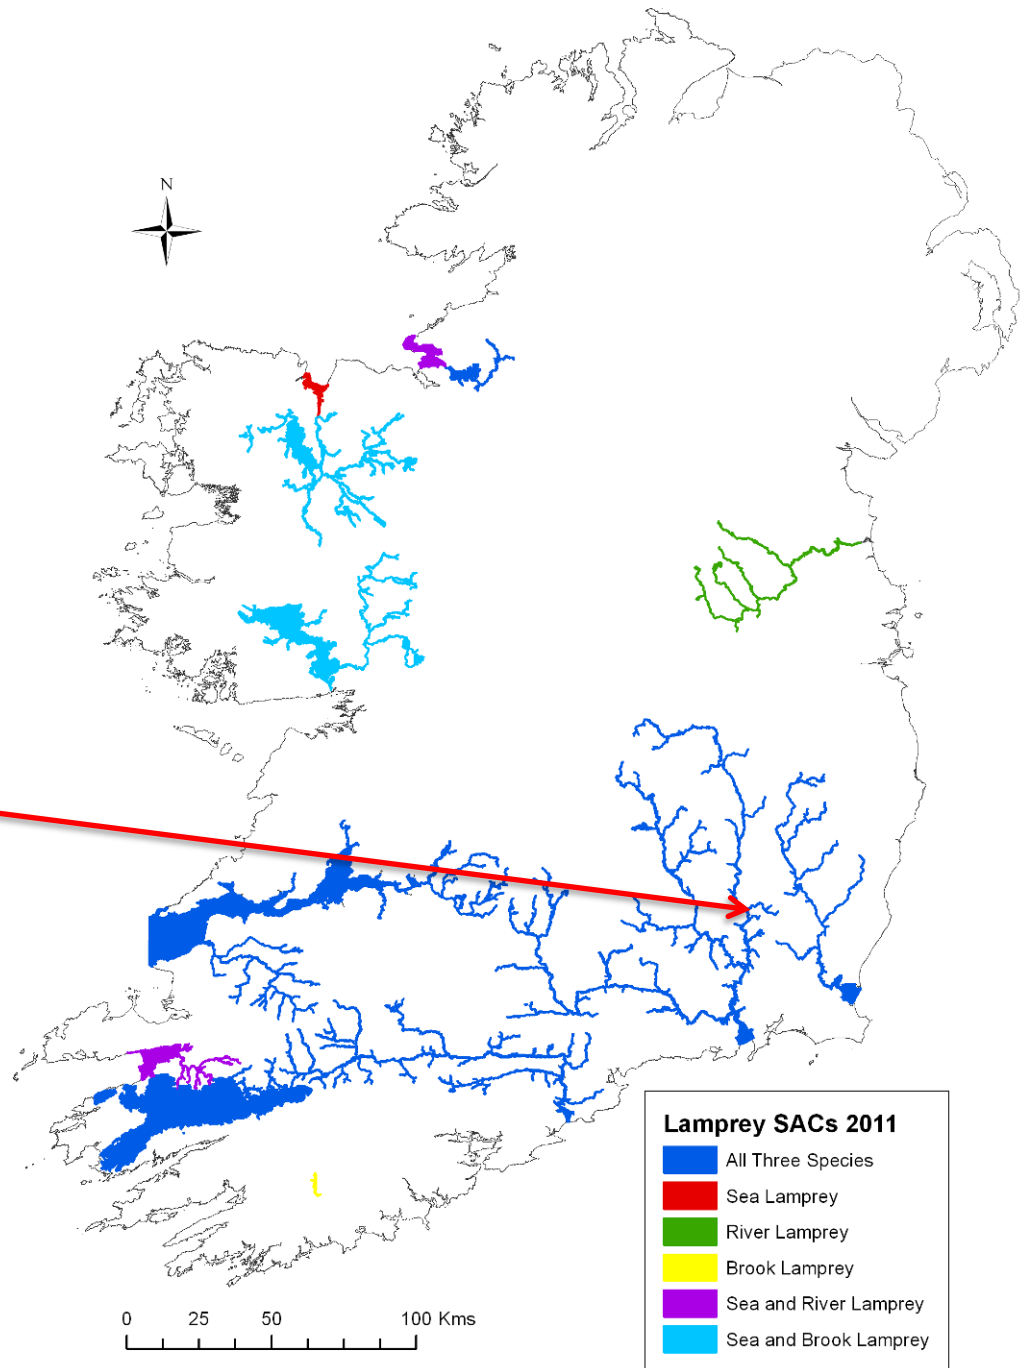 N
Lamprey SACs 2011
All Three Species
Sea Lamprey
River Lamprey
Brook Lamprey
Sea and River Lamprey
Sea and Brook Lamprey
0 25 50 100 Kms